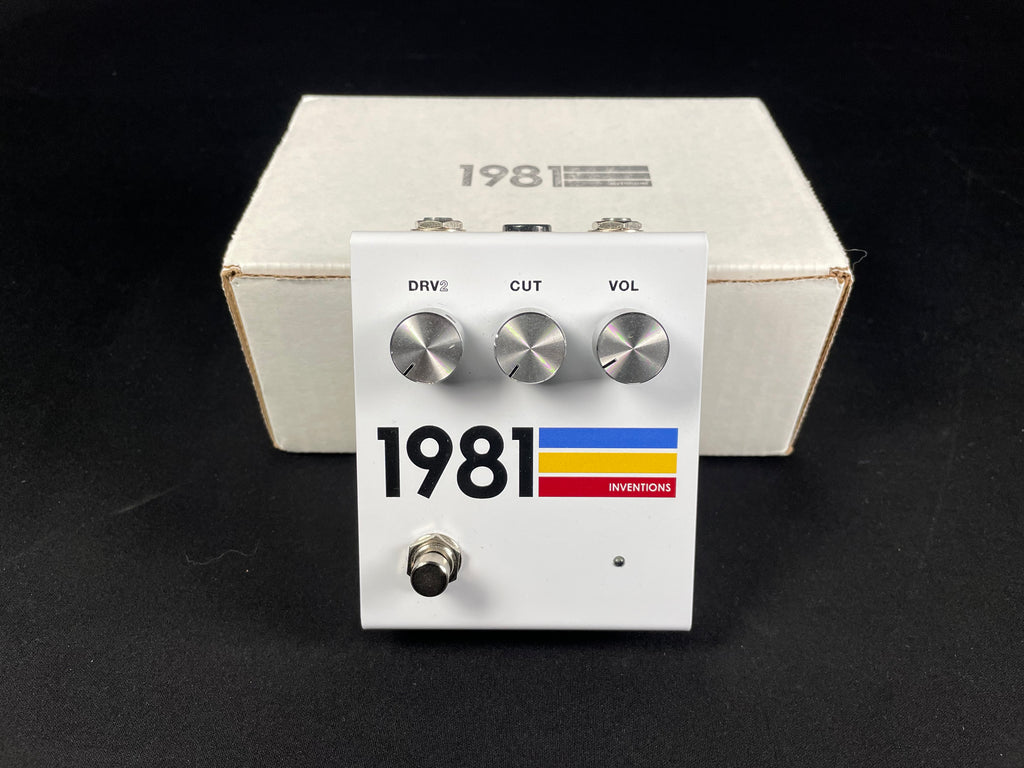 1981
DRV2 CUT VOL
1981
INVENTIONS